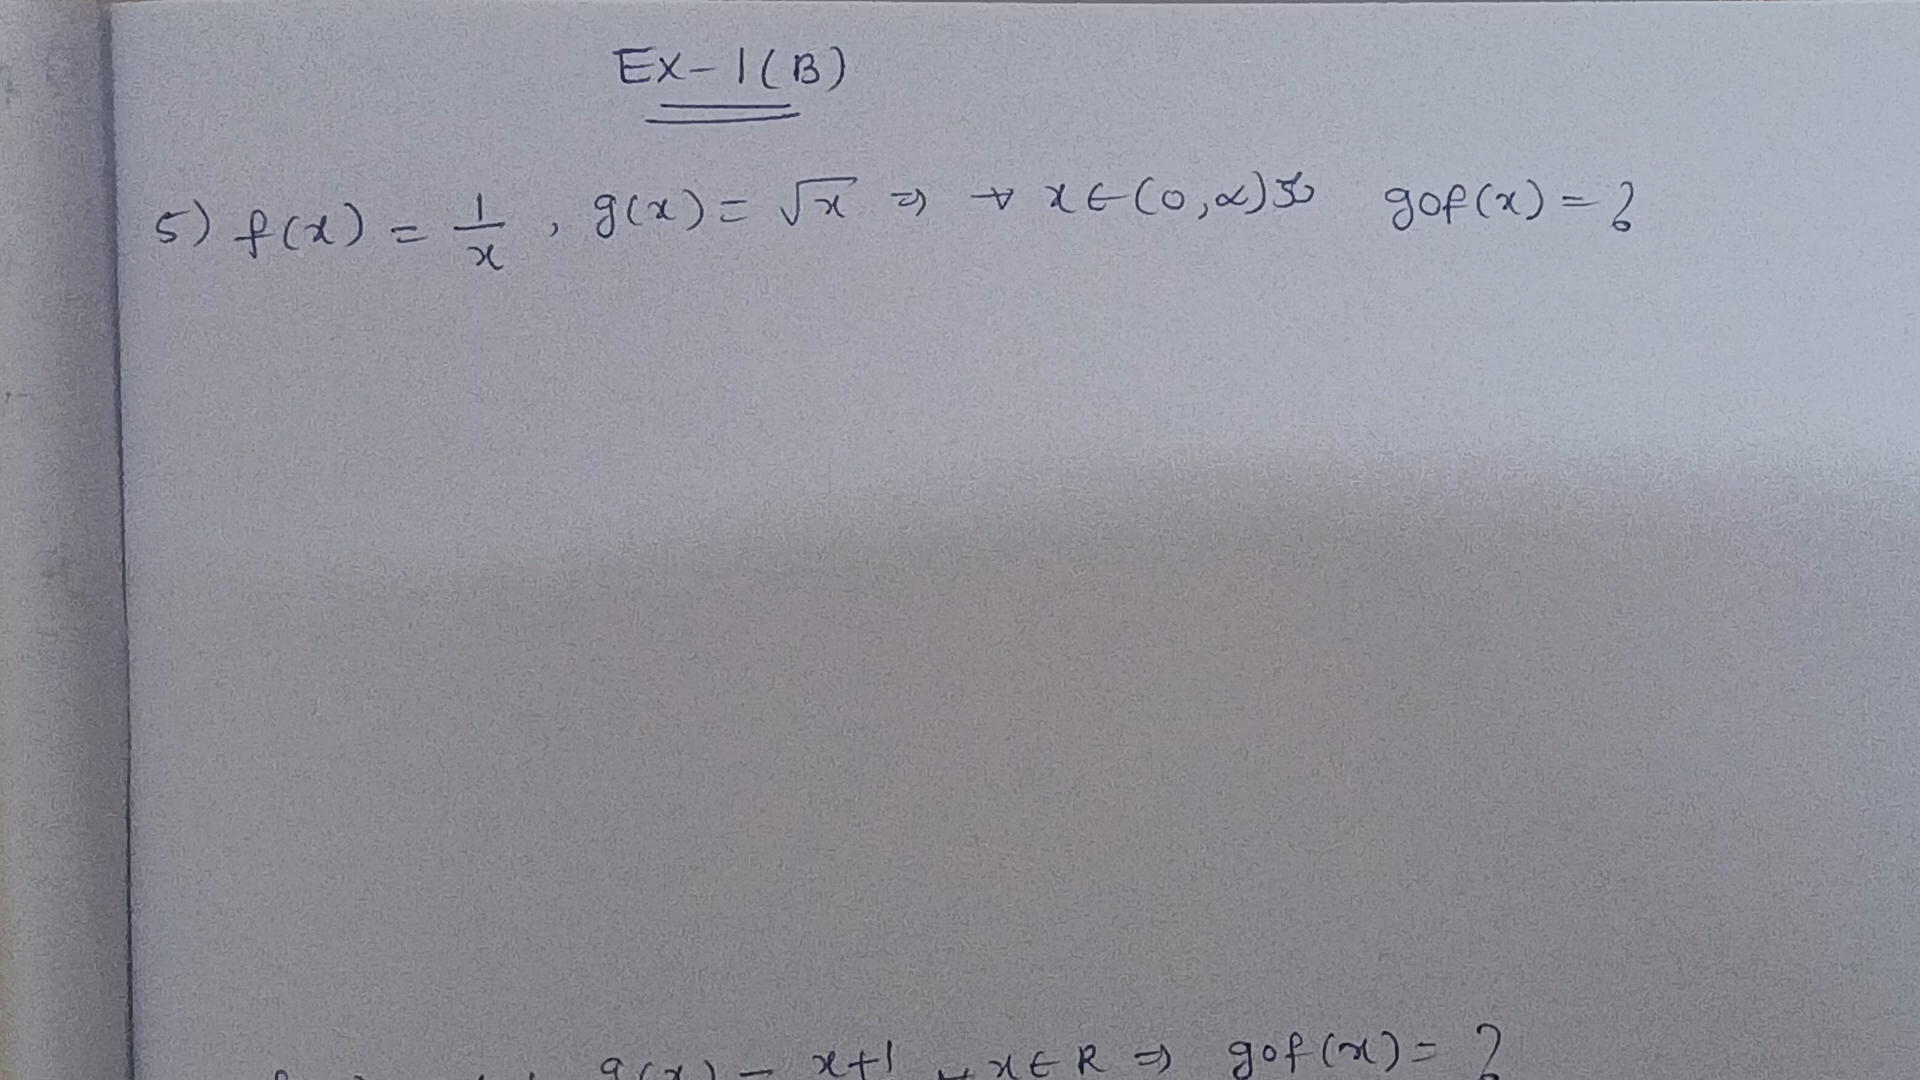 Ex-1(B)
5) f(x) = 1/x , g(x) = √x ⇒ ∀ x ∈ (0,∝) కు gof(x) = ?
g(x) = x+1 ∀ x ∈ R ⇒ gof(x) = ?